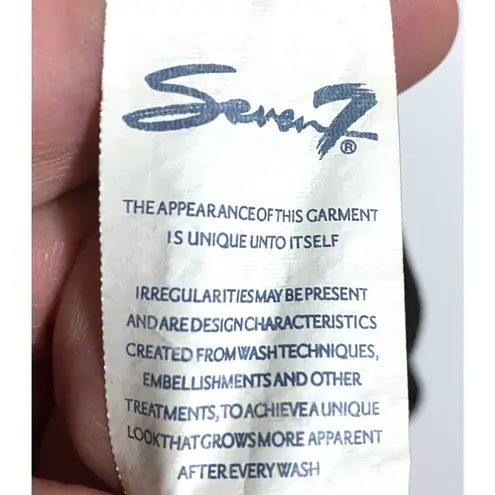 Seven7®
THE APPEARANCE OF THIS GARMENT
IS UNIQUE UNTO ITSELF
IRREGULARITIES MAY BE PRESENT
AND ARE DESIGN CHARACTERISTICS
CREATED FROM WASH TECHNIQUES,
EMBELLISHMENTS AND OTHER
TREATMENTS, TO ACHIEVE A UNIQUE
LOOK THAT GROWS MORE APPARENT
AFTER EVERY WASH